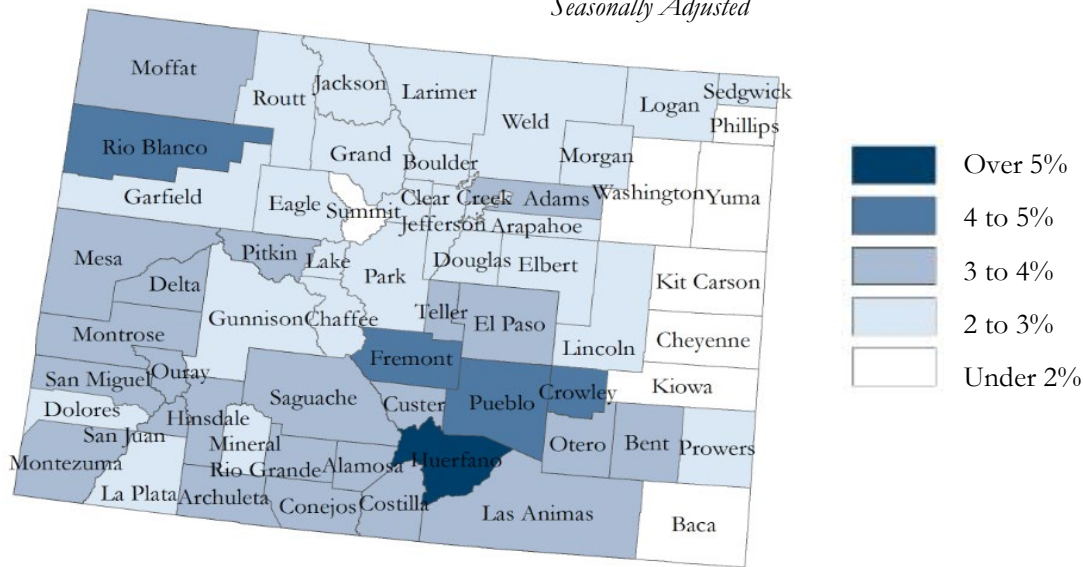 Seasonally Adjusted
Moffat
Routt
Jackson
Larimer
Weld
Logan
Sedgwick
Phillips
Rio Blanco
Grand
Boulder
Morgan
Washington
Yuma
Garfield
Eagle
Summit
Clear Creek
Adams
Jefferson
Arapahoe
Mesa
Pitkin
Lake
Park
Douglas
Elbert
Kit Carson
Delta
Gunnison
Chaffee
Teller
El Paso
Lincoln
Cheyenne
Montrose
Fremont
Kiowa
San Miguel
Ouray
Saguache
Custer
Pueblo
Crowley
Dolores
Hinsdale
San Juan
Mineral
Otero
Bent
Prowers
Montezuma
Rio Grande
Alamosa
Huerfano
La Plata
Archuleta
Conejos
Costilla
Las Animas
Baca
Over 5%
4 to 5%
3 to 4%
2 to 3%
Under 2%